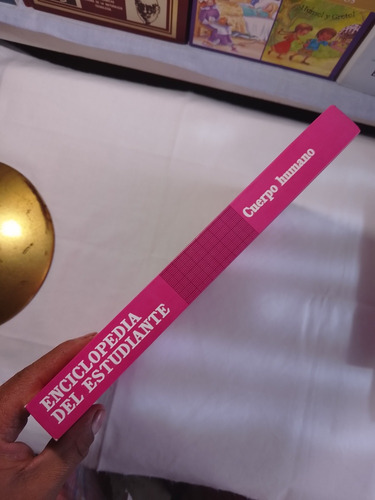 ENCICLOPEDIA
DEL ESTUDIANTE
Cuerpo humano